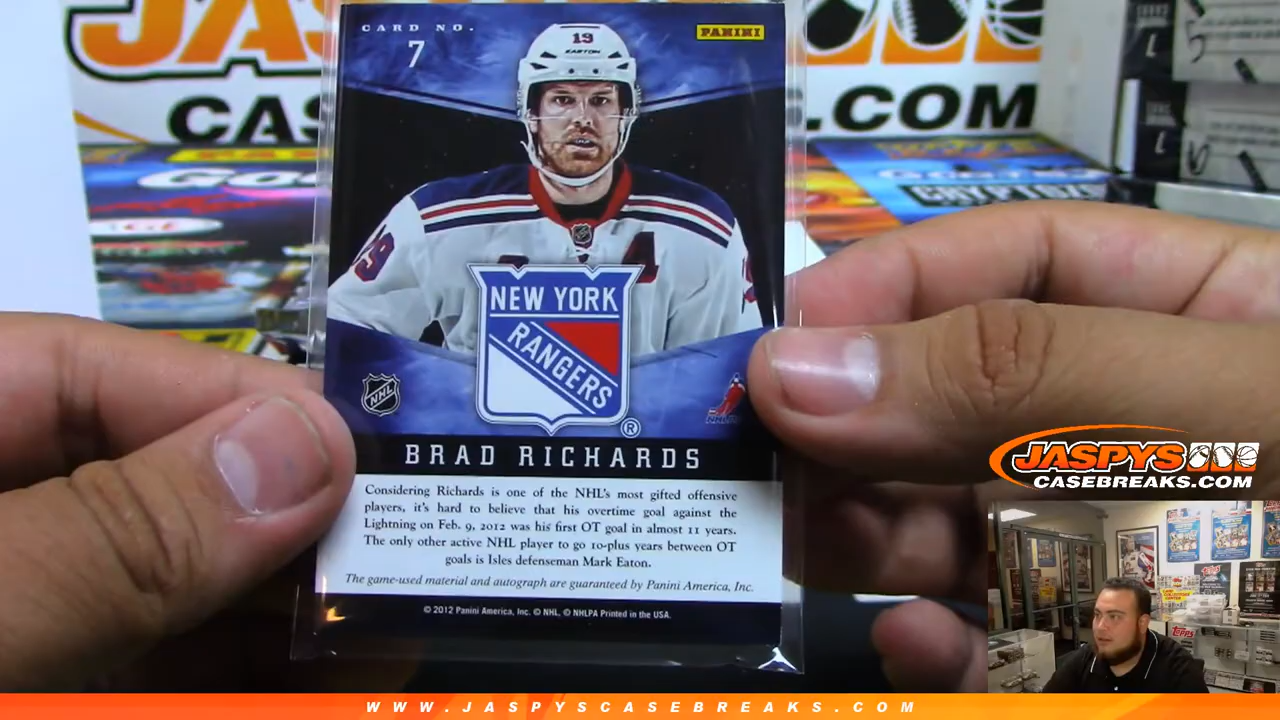 CARD NO.
7
PANINI
19
EASTON
.COM
19
A
NEW YORK
RANGERS
®
NHL
BRAD RICHARDS
Considering Richards is one of the NHL's most gifted offensive
players, it's hard to believe that his overtime goal against the
Lightning on Feb. 9, 2012 was his first OT goal in almost 11 years.
The only other active NHL player to go 10-plus years between OT
goals is Isles defenseman Mark Eaton.
The game-used material and autograph are guaranteed by Panini America, Inc.
© 2012 Panini America, Inc. © NHL, © NHLPA Printed in the USA.
JASPYS
CASEBREAKS.COM
Topps
WWW.JASPYSCASEBREAKS.COM